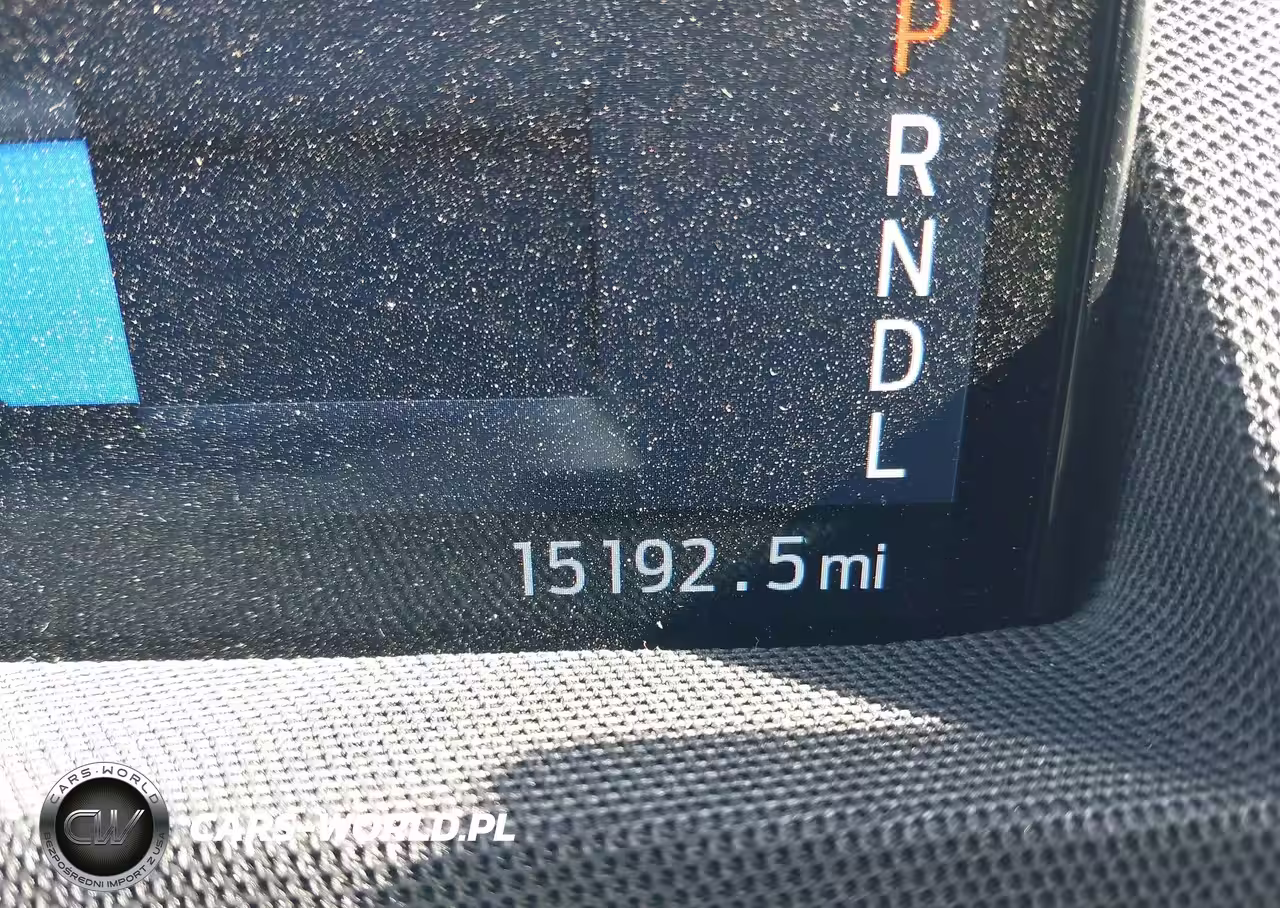 P
R
N
D
L
15192.5mi
CARS-WORLD
CW
BEZPOŚREDNI IMPORT Z USA
CARS-WORLD.PL